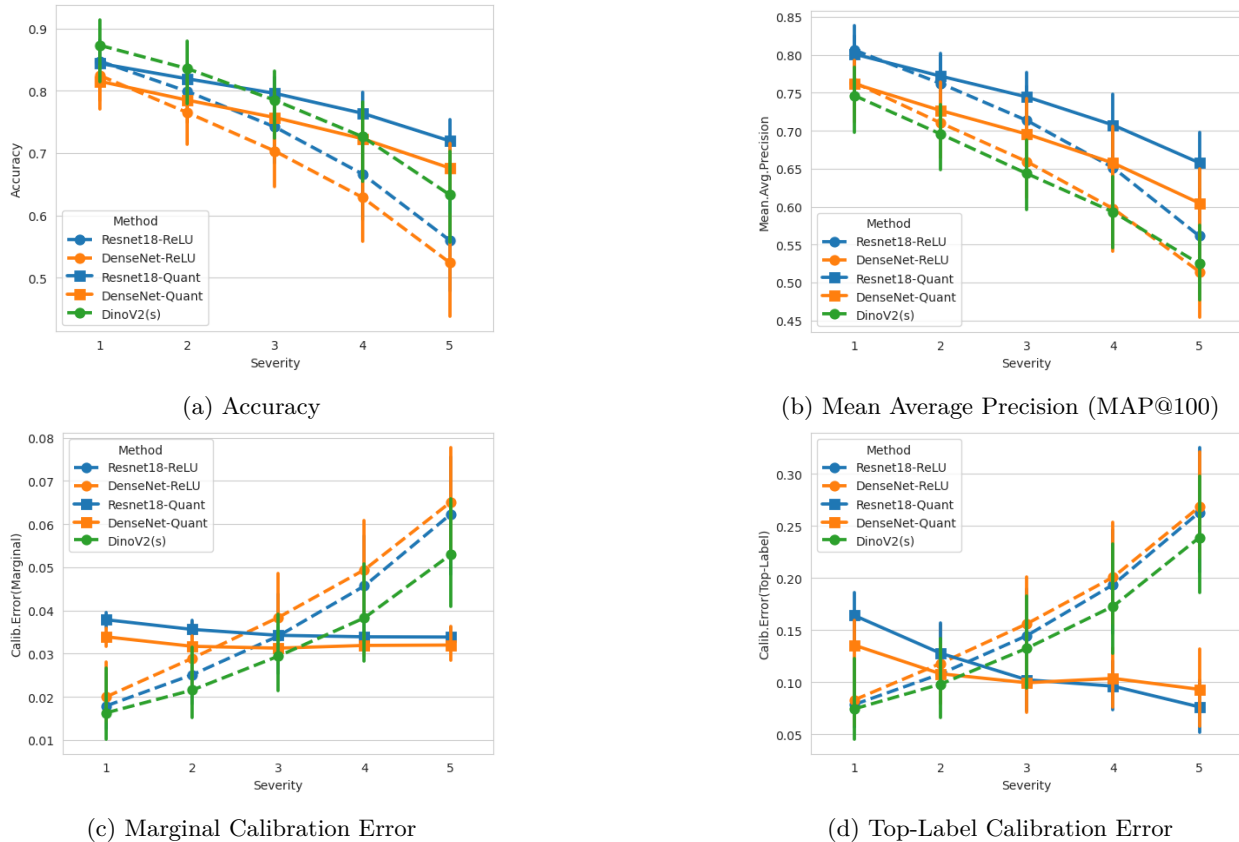 0.9
0.8
0.7
0.6
0.5
Accuracy
Method
Resnet18-ReLU
DenseNet-ReLU
Resnet18-Quant
DenseNet-Quant
DinoV2(s)
1 2 3 4 5
Severity
(a) Accuracy
0.85
0.80
0.75
0.70
0.65
0.60
0.55
0.50
0.45
Mean.Avg.Precision
Method
Resnet18-ReLU
DenseNet-ReLU
Resnet18-Quant
DenseNet-Quant
DinoV2(s)
1 2 3 4 5
Severity
(b) Mean Average Precision (MAP@100)
0.08
0.07
0.06
0.05
0.04
0.03
0.02
0.01
Calib.Error(Marginal)
Method
Resnet18-ReLU
DenseNet-ReLU
Resnet18-Quant
DenseNet-Quant
DinoV2(s)
1 2 3 4 5
Severity
(c) Marginal Calibration Error
0.30
0.25
0.20
0.15
0.10
0.05
Calib.Error(Top-Label)
Method
Resnet18-ReLU
DenseNet-ReLU
Resnet18-Quant
DenseNet-Quant
DinoV2(s)
1 2 3 4 5
Severity
(d) Top-Label Calibration Error